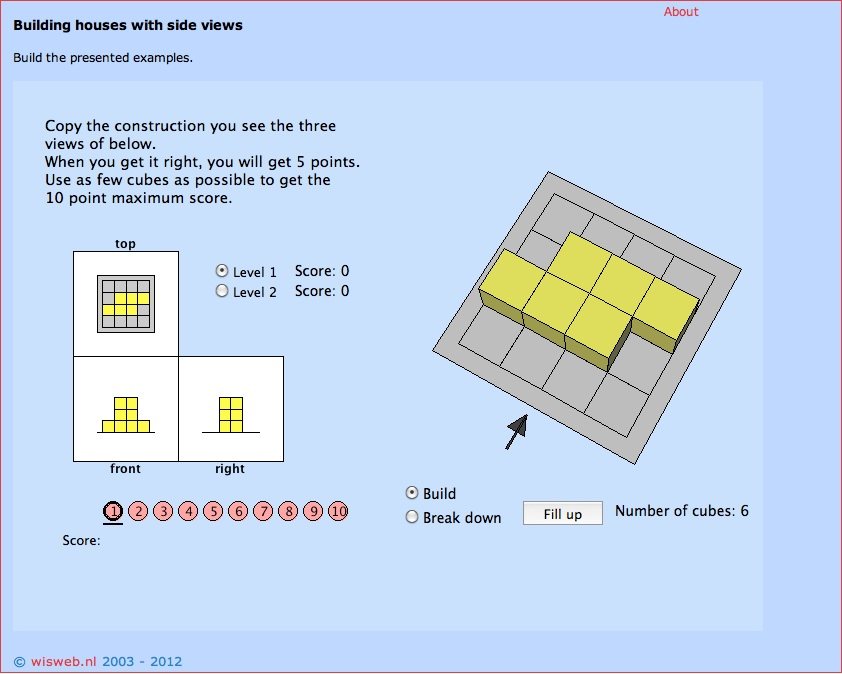 About
Building houses with side views
Build the presented examples.
Copy the construction you see the three
views of below.
When you get it right, you will get 5 points.
Use as few cubes as possible to get the
10 point maximum score.
top
Level 1 Score: 0
Level 2 Score: 0
front right
1 2 3 4 5 6 7 8 9 10
Score:
Build
Break down
Fill up
Number of cubes: 6
© wisweb.nl 2003 - 2012